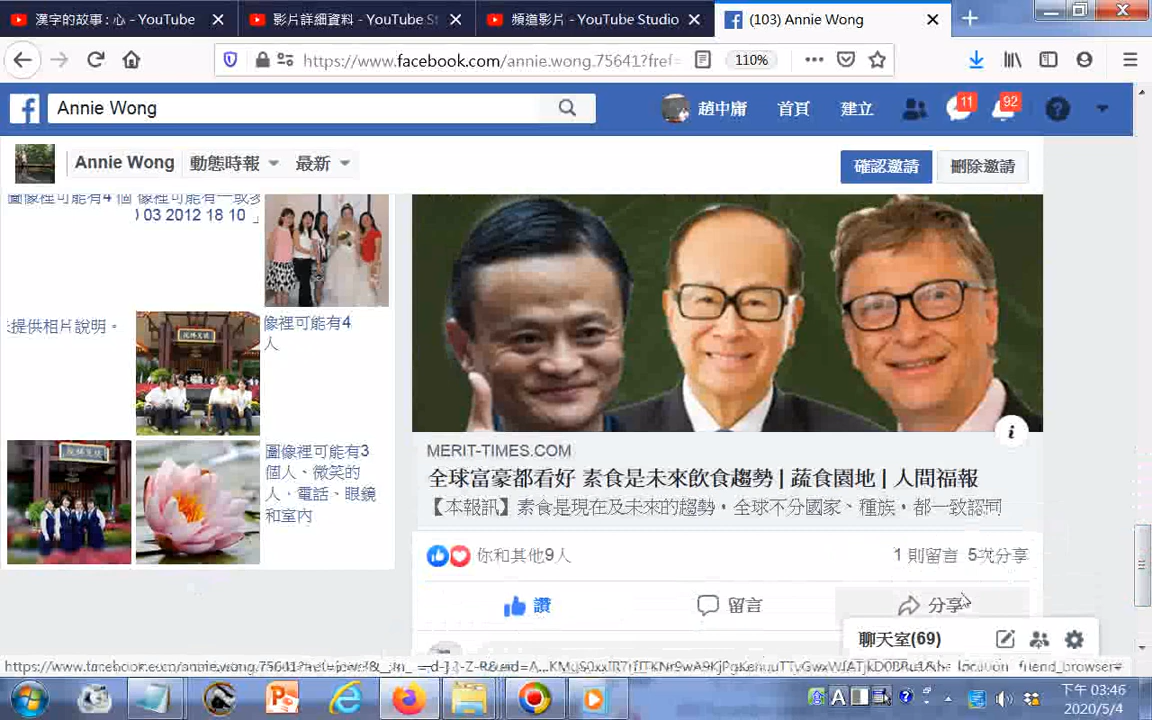 漢字的故事 : 心 - YouTube
影片詳細資料 - YouTube St
頻道影片 - YouTube Studio
(103) Annie Wong
https://www.facebook.com/annie.wong.75641?fref=
110%
Annie Wong
趙中庸
首頁
建立
11
92
Annie Wong
動態時報
最新
確認邀請
刪除邀請
圖像裡可能有4 個
像裡可能有一或多
) 03 2012 18 10 」
提供相片說明。
像裡可能有4
人
圖像裡可能有3
個人、微笑的
人，電話、眼鏡
和室內
MERIT-TIMES.COM
全球富豪都看好 素食是未來飲食趨勢 | 蔬食園地 | 人間福報
【本報訊】素食是現在及未來的趨勢，全球不分國家、種族，都一致認同
你和其他9人
1 則留言
5次分享
讚
留言
分享
聊天室(69)
下午 03:46
2020/5/4